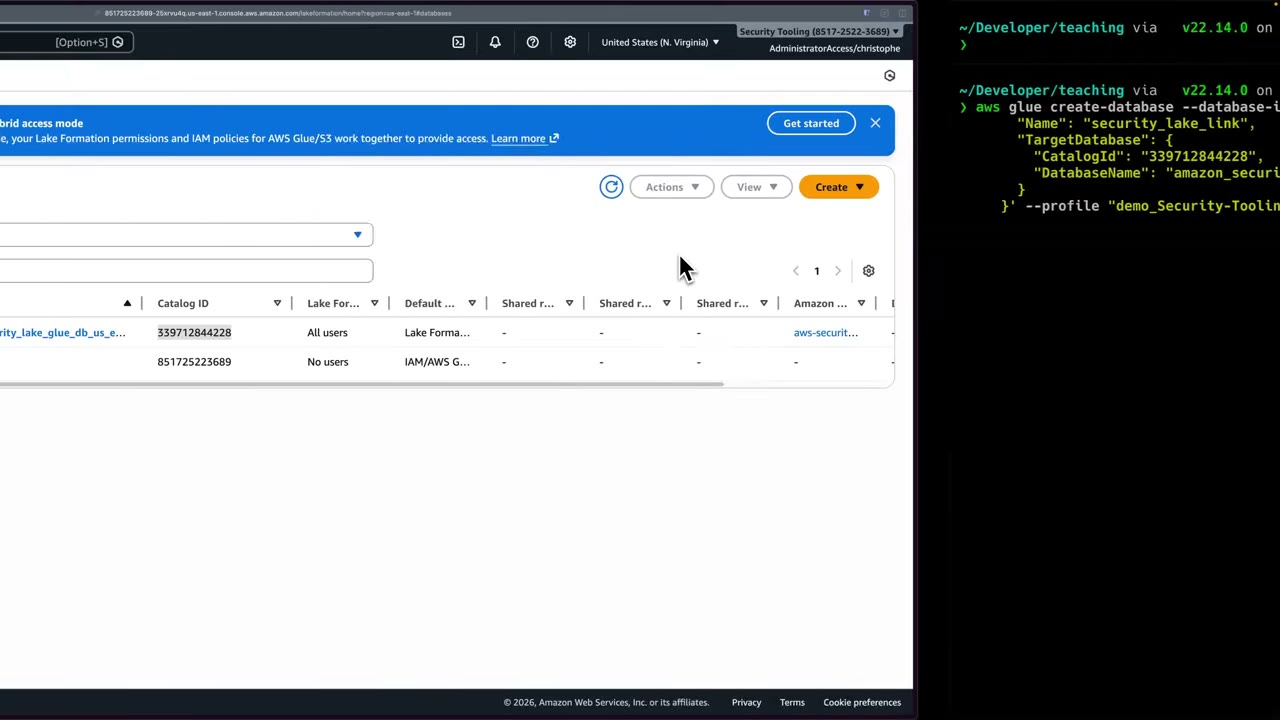 851725223689-25xrvu4q.us-east-1.console.aws.amazon.com/lakeformation/home?region=us-east-1#databases
[Option+S]
United States (N. Virginia)
Security Tooling (8517-2522-3689)
AdministratorAccess/christophe
brid access mode
e, your Lake Formation permissions and IAM policies for AWS Glue/S3 work together to provide access. Learn more
Get started
Actions
View
Create
1
Catalog ID
Lake For...
Default ...
Shared r...
Shared r...
Shared r...
Amazon ...
rity_lake_glue_db_us_e...
339712844228
All users
Lake Forma...
-
-
-
aws-securit...
851725223689
No users
IAM/AWS G...
-
-
-
-
© 2026, Amazon Web Services, Inc. or its affiliates.
Privacy
Terms
Cookie preferences
~/Developer/teaching via v22.14.0 on
❯
~/Developer/teaching via v22.14.0 on
❯ aws glue create-database --database-i
"Name": "security_lake_link",
"TargetDatabase": {
"CatalogId": "339712844228",
"DatabaseName": "amazon_securi
}
}' --profile "demo_Security-Toolin